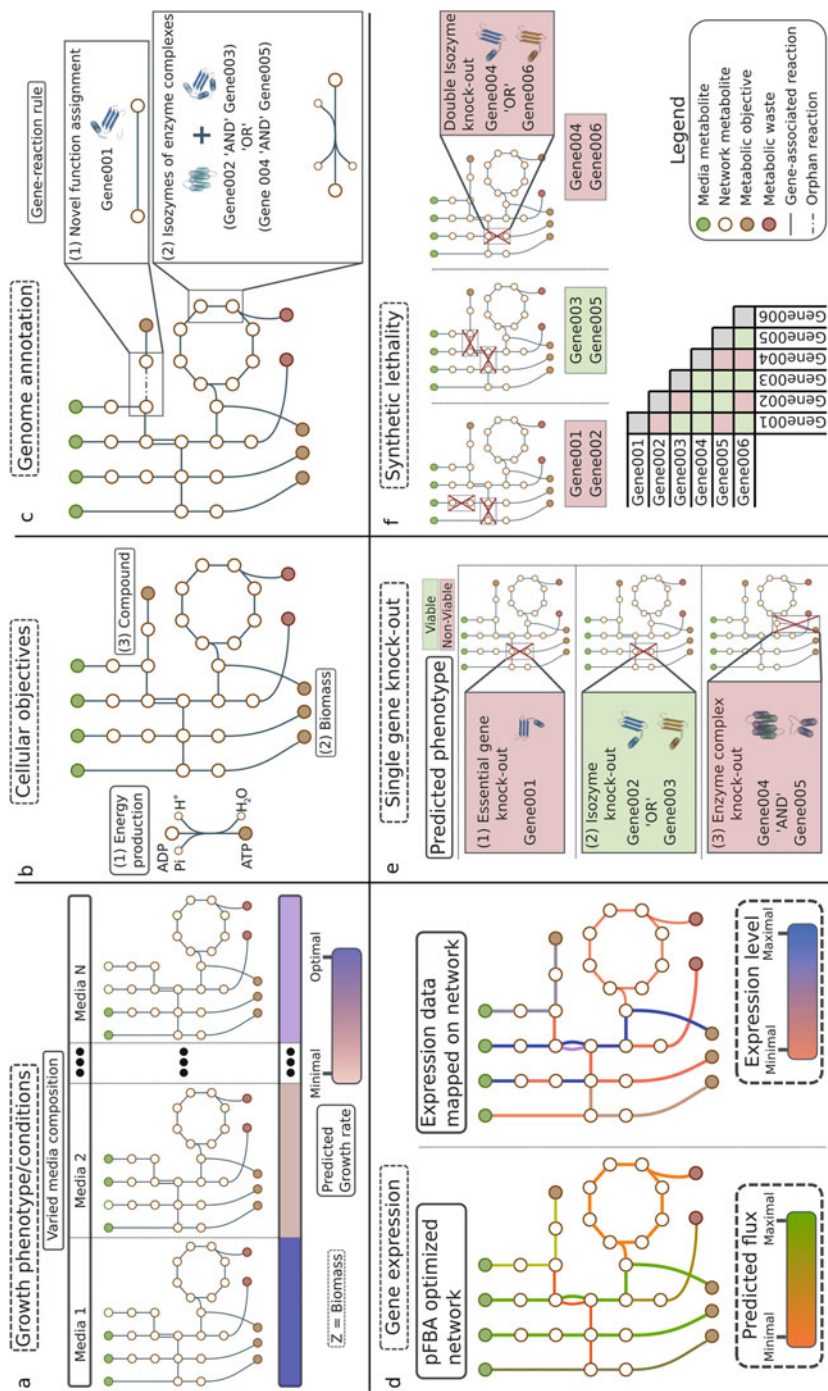 a
Growth phenotype/conditions
Varied media composition
Media 1
Media 2
Media N
Z = Biomass
Predicted
Growth rate
Minimal
Optimal
b
Cellular objectives
(1) Energy
production
ADP
Pi
H+
ATP
H2O
(2) Biomass
(3) Compound
c
Genome annotation
Gene-reaction rule
(1) Novel function assignment
Gene001
(2) Isozymes of enzyme complexes
+
(Gene002 'AND' Gene003)
'OR'
(Gene 004 'AND' Gene005)
d
Gene expression
pFBA optimized
network
Expression data
mapped on network
Predicted flux
Minimal
Maximal
Expression level
Minimal
Maximal
e
Single gene knock-out
Predicted phenotype
Viable
Non-Viable
(1) Essential gene
knock-out
Gene001
(2) Isozyme
knock-out
Gene002
'OR'
Gene003
(3) Enzyme complex
knock-out
Gene004
'AND'
Gene005
f
Synthetic lethality
Gene001
Gene002
Gene003
Gene005
Gene004
Gene006
Double Isozyme
knock-out
Gene004
'OR'
Gene006
Gene001
Gene002
Gene003
Gene004
Gene005
Gene006
Gene001
Gene002
Gene003
Gene004
Gene005
Gene006
Legend
Media metabolite
Network metabolite
Metabolic objective
Metabolic waste
Gene-associated reaction
Orphan reaction